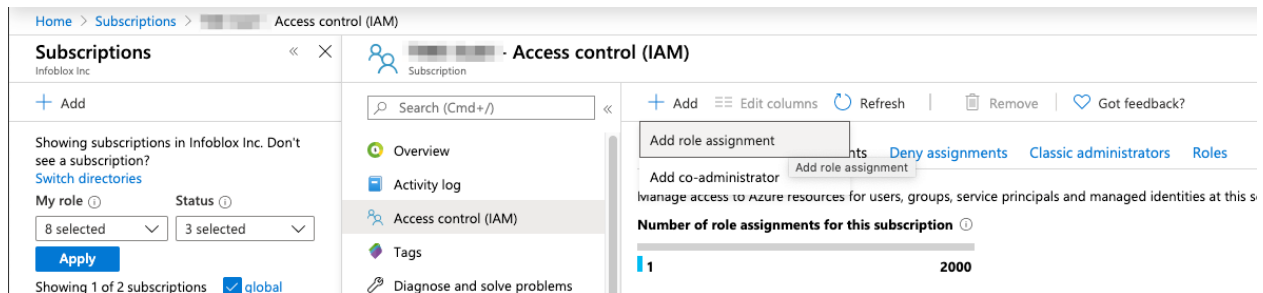 Home > Subscriptions > Access control (IAM)
Subscriptions
Infoblox Inc
Add
Showing subscriptions in Infoblox Inc. Don't
see a subscription?
Switch directories
My role Status
8 selected 3 selected
Apply
Showing 1 of 2 subscriptions global
- Access control (IAM)
Subscription
Search (Cmd+/)
Overview
Activity log
Access control (IAM)
Tags
Diagnose and solve problems
Add Edit columns Refresh Remove Got feedback?
Add role assignment
Deny assignments Classic administrators Roles
Add role assignment
Add co-administrator
Manage access to Azure resources for users, groups, service principals and managed identities at this
Number of role assignments for this subscription
1 2000